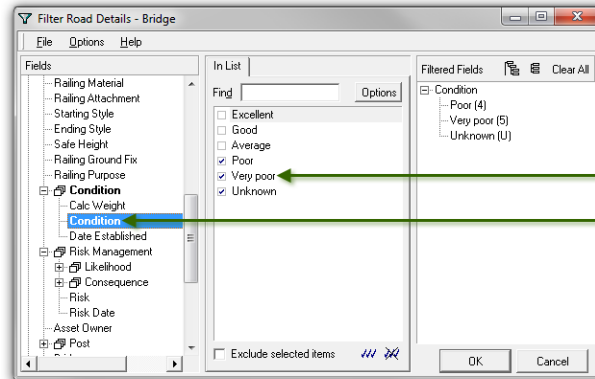 Filter Road Details - Bridge
File Options Help
Fields
Railing Material
Railing Attachment
Starting Style
Ending Style
Safe Height
Railing Ground Fix
Railing Purpose
Condition
Calc Weight
Condition
Date Established
Risk Management
Likelihood
Consequence
Risk
Risk Date
Asset Owner
Post
In List
Find Options
Excellent
Good
Average
Poor
Very poor
Unknown
Exclude selected items
Filtered Fields Clear All
Condition
Poor (4)
Very poor (5)
Unknown (U)
OK Cancel